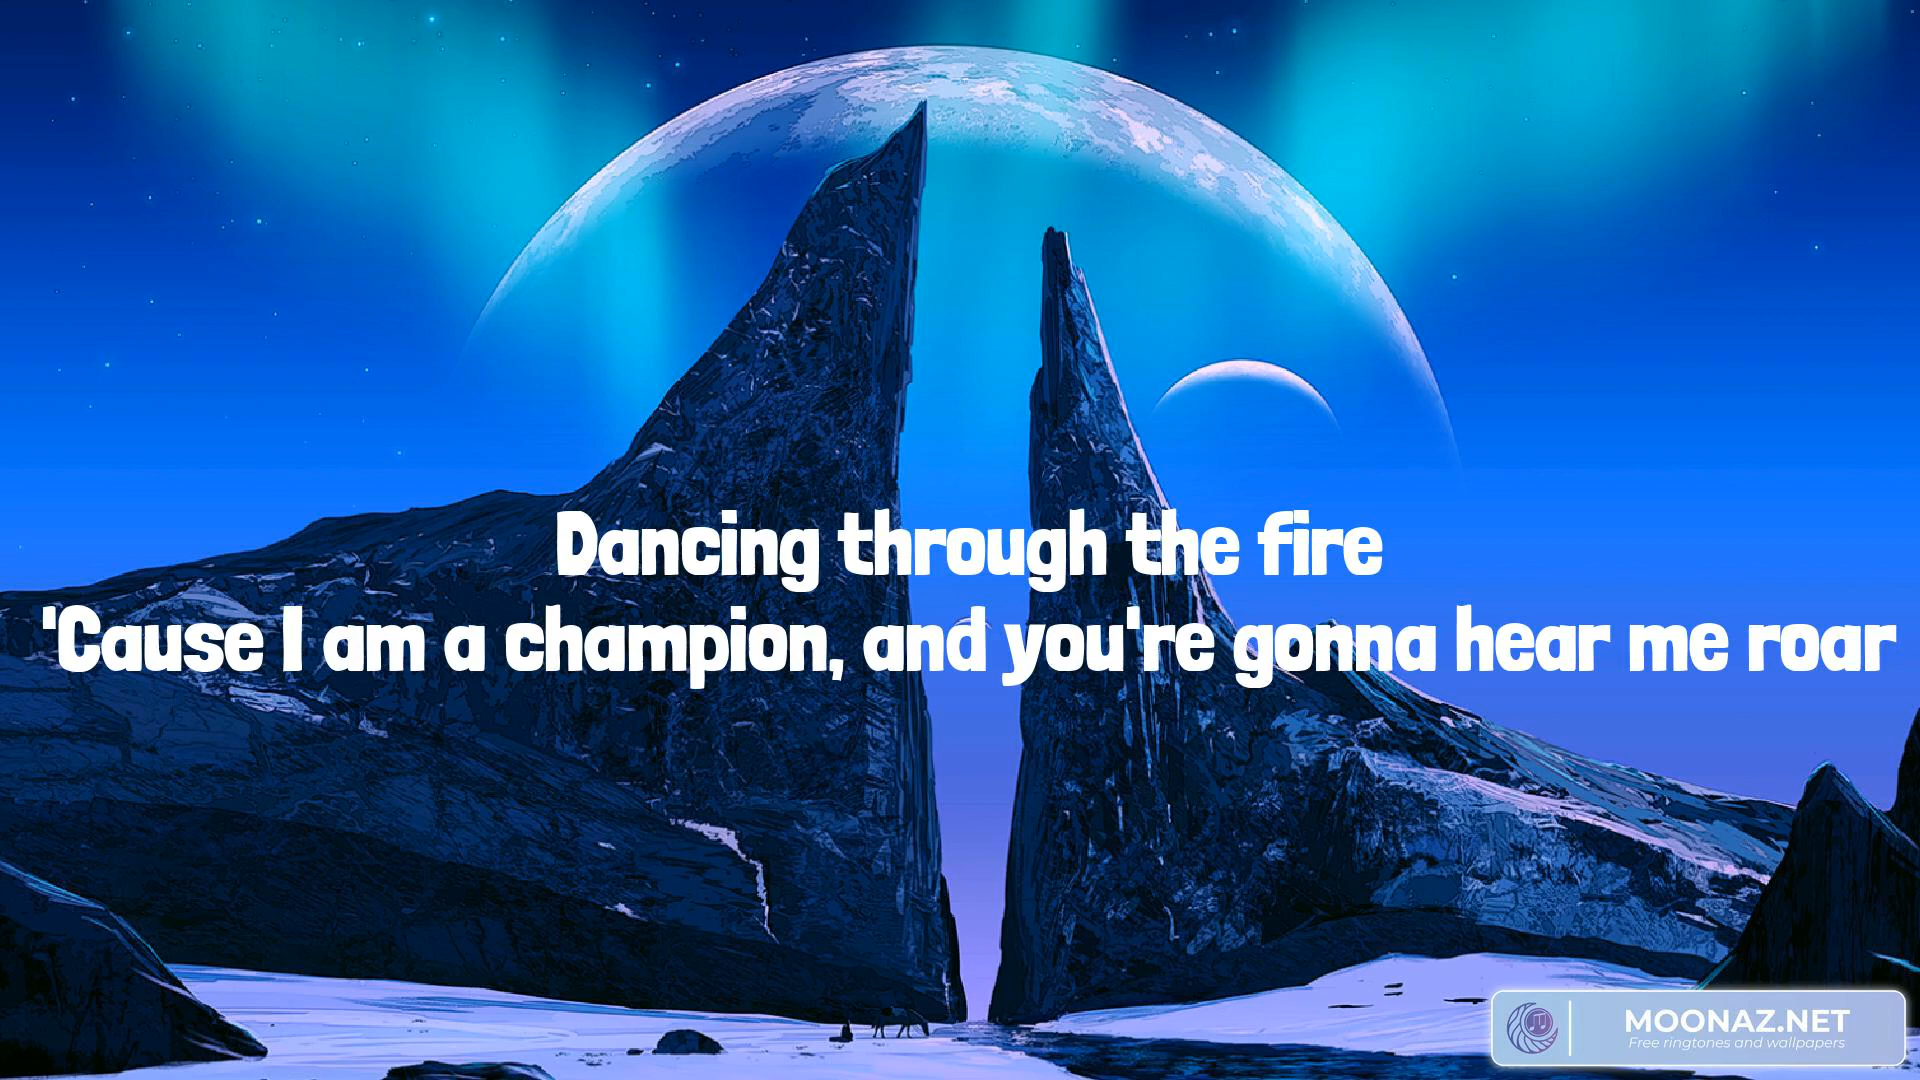 Dancing through the fire
'Cause I am a champion, and you're gonna hear me roar
MOONAZ.NET
Free ringtones and wallpapers